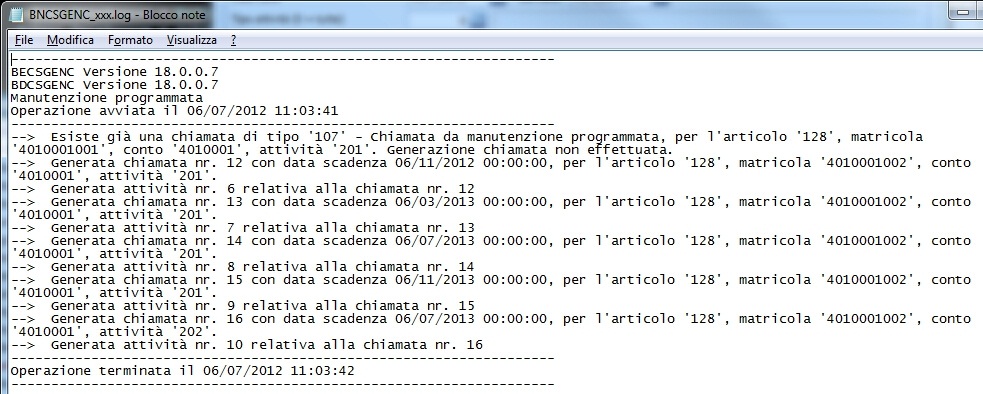 BNCSGENC_xxx.log - Blocco note
File Modifica Formato Visualizza ?
------------------------------------------------------------------------
BECSGENC Versione 18.0.0.7
BDCSGENC Versione 18.0.0.7
Manutenzione programmata
Operazione avviata il 06/07/2012 11:03:41
------------------------------------------------------------------------
--> Esiste già una chiamata di tipo '107' - Chiamata da manutenzione programmata, per l'articolo '128', matricola
'4010001001', conto '4010001', attività '201'. Generazione chiamata non effettuata.
--> Generata chiamata nr. 12 con data scadenza 06/11/2012 00:00:00, per l'articolo '128', matricola '4010001002', conto
'4010001', attività '201'.
--> Generata attività nr. 6 relativa alla chiamata nr. 12
--> Generata chiamata nr. 13 con data scadenza 06/03/2013 00:00:00, per l'articolo '128', matricola '4010001002', conto
'4010001', attività '201'.
--> Generata attività nr. 7 relativa alla chiamata nr. 13
--> Generata chiamata nr. 14 con data scadenza 06/07/2013 00:00:00, per l'articolo '128', matricola '4010001002', conto
'4010001', attività '201'.
--> Generata attività nr. 8 relativa alla chiamata nr. 14
--> Generata chiamata nr. 15 con data scadenza 06/11/2013 00:00:00, per l'articolo '128', matricola '4010001002', conto
'4010001', attività '201'.
--> Generata attività nr. 9 relativa alla chiamata nr. 15
--> Generata chiamata nr. 16 con data scadenza 06/07/2013 00:00:00, per l'articolo '128', matricola '4010001002', conto
'4010001', attività '202'.
--> Generata attività nr. 10 relativa alla chiamata nr. 16
------------------------------------------------------------------------
Operazione terminata il 06/07/2012 11:03:42
------------------------------------------------------------------------